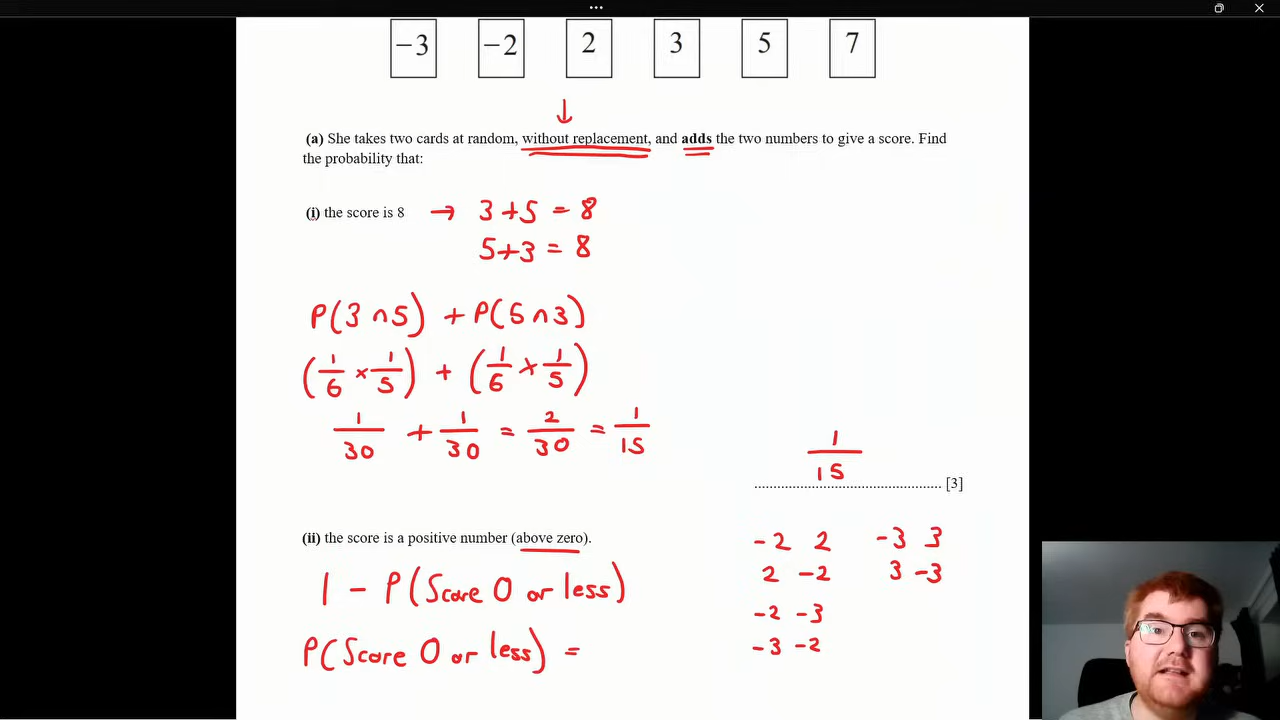 −3 −2 2 3 5 7
(a) She takes two cards at random, without replacement, and adds the two numbers to give a score. Find
the probability that:
(i) the score is 8 → 3 + 5 = 8
5 + 3 = 8
P(3 ∩ 5) + P(5 ∩ 3)
(1/6 × 1/5) + (1/6 × 1/5)
1/30 + 1/30 = 2/30 = 1/15
1/15
........................................ [3]
(ii) the score is a positive number (above zero).
1 − P(Score 0 or less)
P(Score 0 or less) =
-2 2 -3 3
2 -2 3 -3
-2 -3
-3 -2